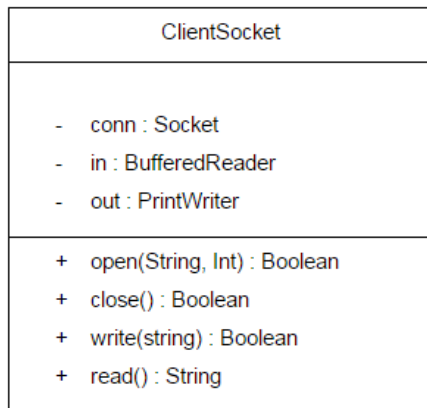 ClientSocket
- conn : Socket
- in : BufferedReader
- out : PrintWriter
+ open(String, Int) : Boolean
+ close() : Boolean
+ write(string) : Boolean
+ read() : String